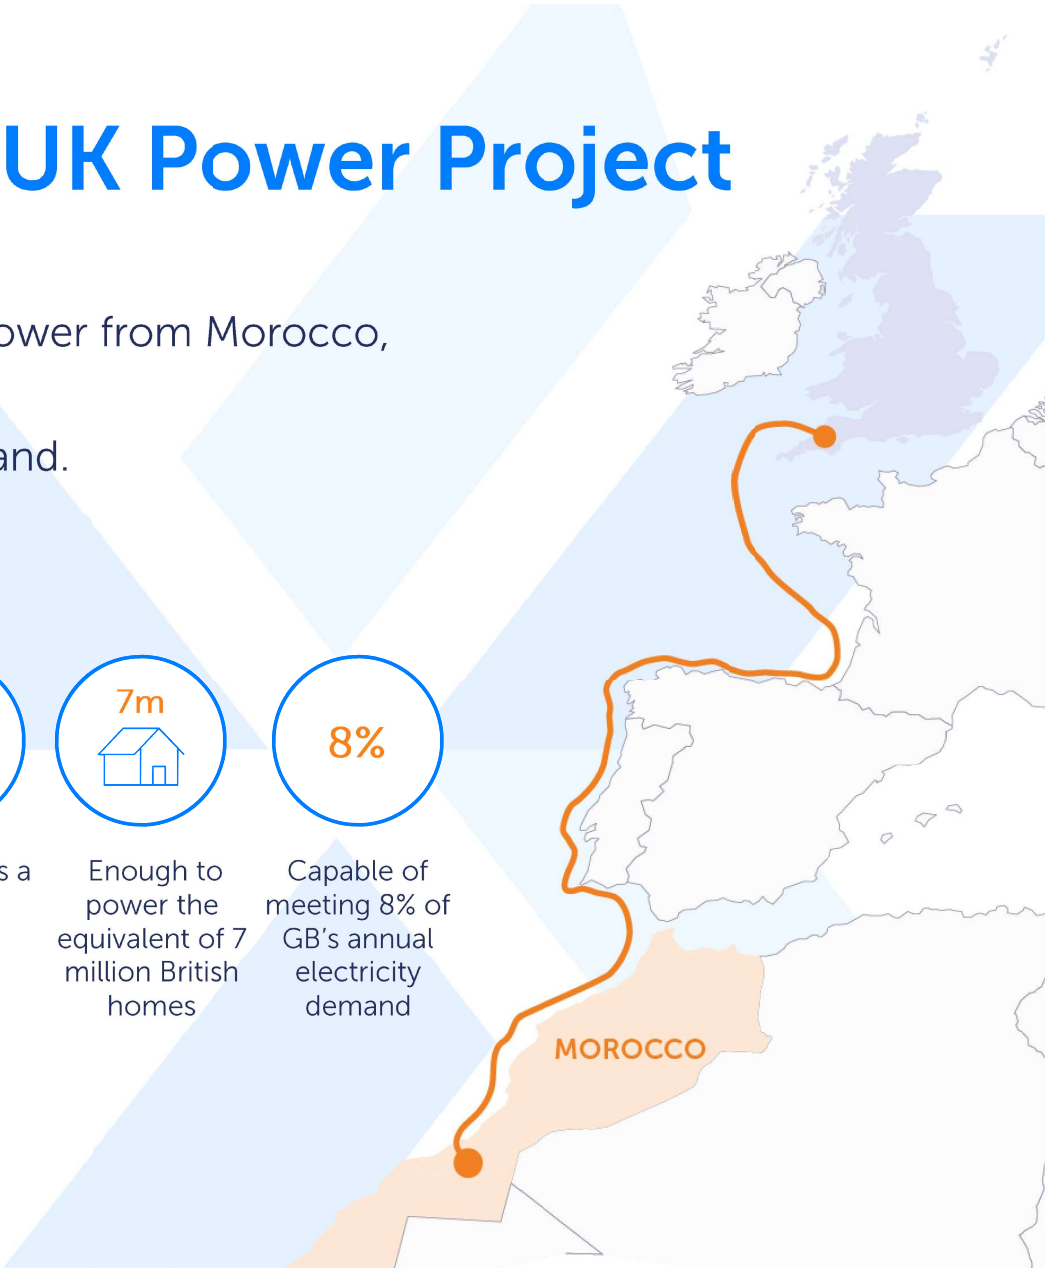 UK Power Project
ower from Morocco,
and.
7m
8%
s a
Enough to
power the
equivalent of 7
million British
homes
Capable of
meeting 8% of
GB's annual
electricity
demand
MOROCCO